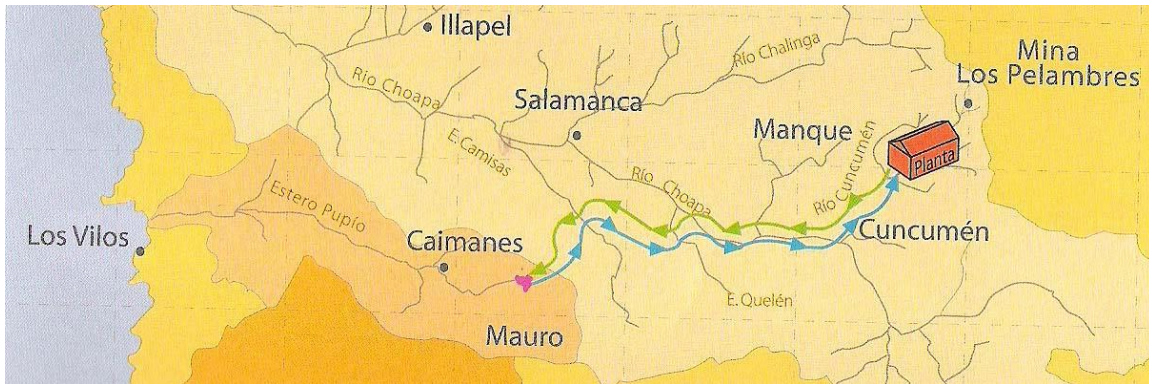 Illapel
Mina
Los Pelambres
Río Chalinga
Río Choapa
Salamanca
Manque
E. Camisas
Planta
Río Cuncumén
Río Choapa
Estero Pupío
Los Vilos
Caimanes
Cuncumén
E. Quelén
Mauro